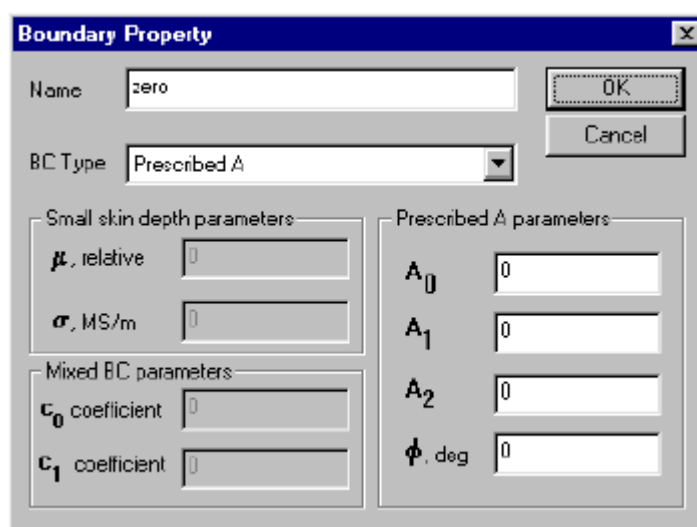 Boundary Property
Name zero OK
Cancel
BC Type Prescribed A
Small skin depth parameters
μ, relative 0
σ, MS/m 0
Mixed BC parameters
c0 coefficient 0
c1 coefficient 0
Prescribed A parameters
A0 0
A1 0
A2 0
ϕ, deg 0